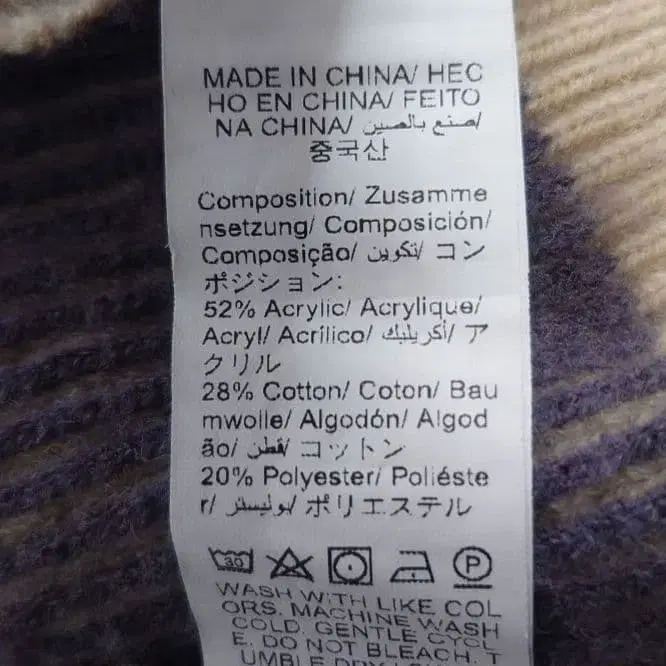 MADE IN CHINA/ HEC
HO EN CHINA/ FEITO
NA CHINA/ صنع بالصين/
중국산
Composition/ Zusamme
nsetzung/ Composición/
Composição/ تكوين/ コン
ポジション:
52% Acrylic/ Acrylique/
Acryl/ Acrílico/ أكريليك/ ア
クリル
28% Cotton/ Coton/ Bau
mwolle/ Algodón/ Algod
ão/ قطن/ コットン
20% Polyester/ Poliéste
r/ بوليستر/ ポリエステル
30 P
WASH WITH LIKE COL
ORS. MACHINE WASH
COLD. GENTLE CYCL
E. DO NOT BLEACH. T
UMBLE DRY